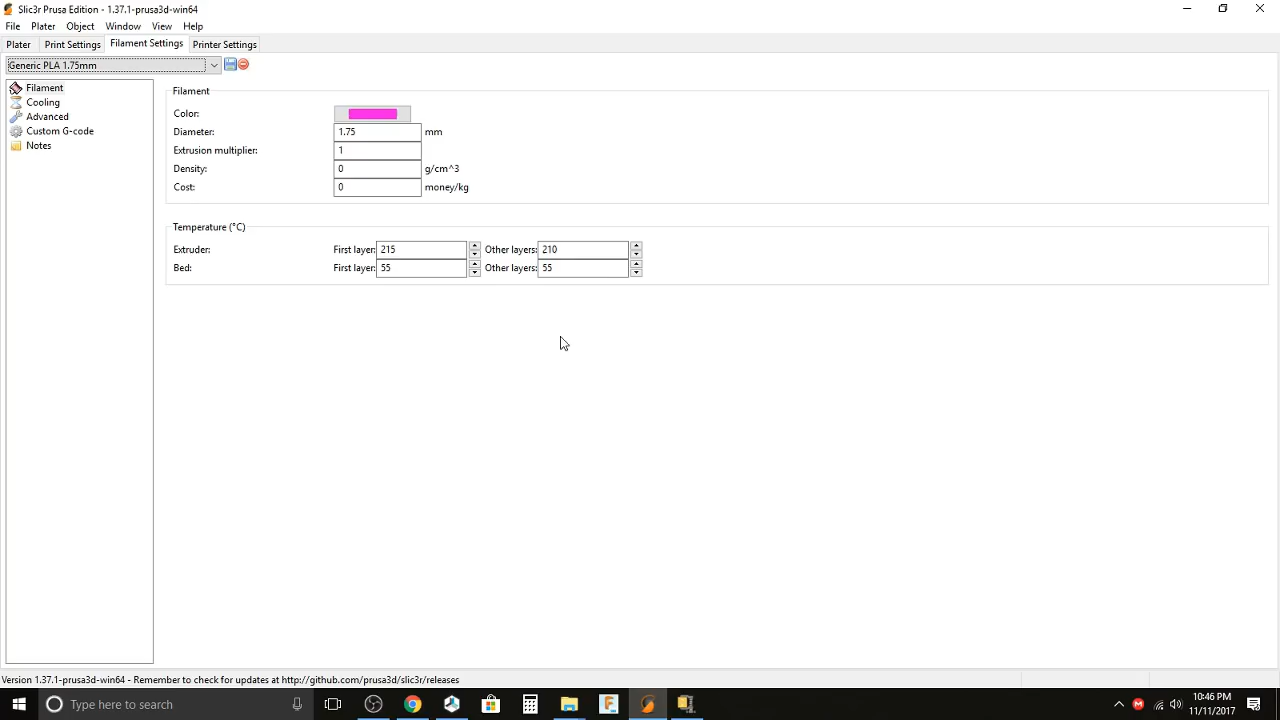 Slic3r Prusa Edition - 1.37.1-prusa3d-win64
File Plater Object Window View Help
Plater Print Settings Filament Settings Printer Settings
Generic PLA 1.75mm
Filament
Cooling
Advanced
Custom G-code
Notes
Filament
Color:
Diameter: 1.75 mm
Extrusion multiplier: 1
Density: 0 g/cm^3
Cost: 0 money/kg
Temperature (°C)
Extruder: First layer: 215 Other layers: 210
Bed: First layer: 55 Other layers: 55
Version 1.37.1-prusa3d-win64 - Remember to check for updates at http://github.com/prusa3d/slic3r/releases
Type here to search
10:46 PM
11/11/2017